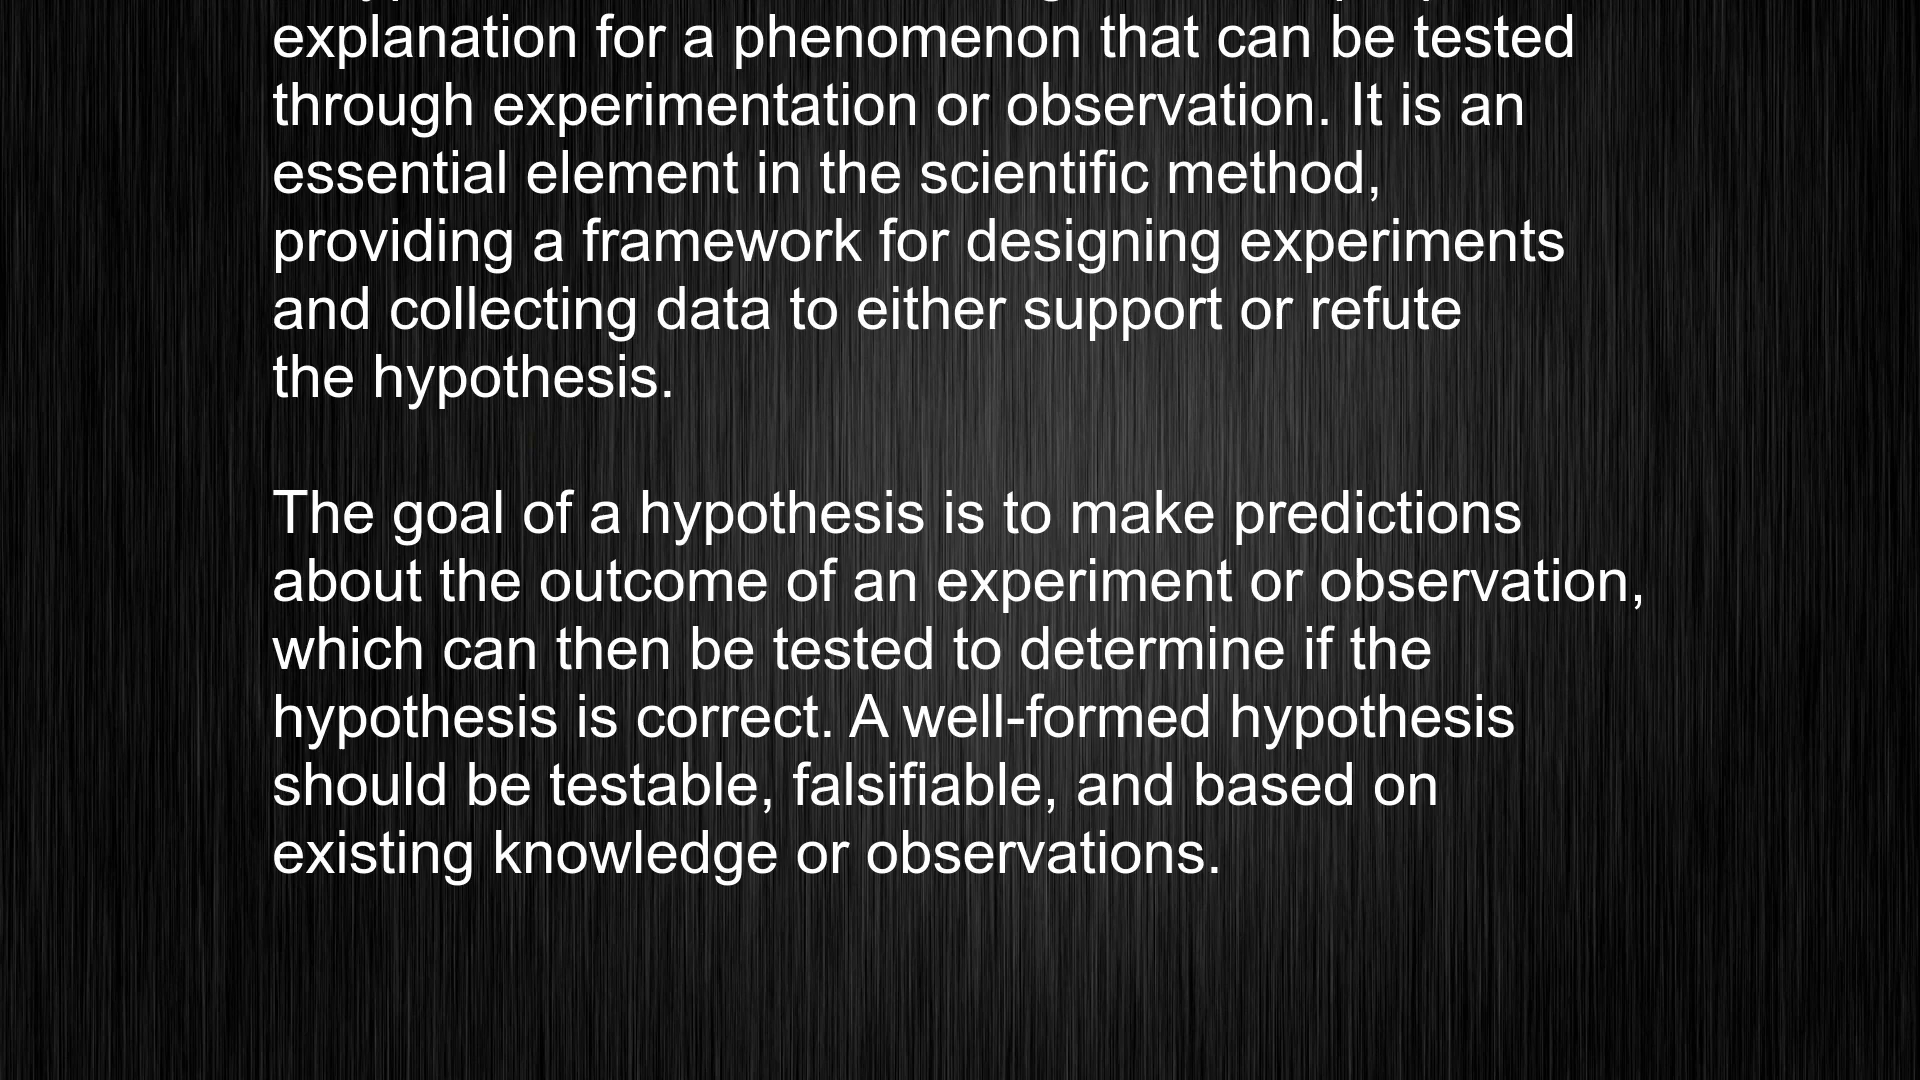 explanation for a phenomenon that can be tested
through experimentation or observation. It is an
essential element in the scientific method,
providing a framework for designing experiments
and collecting data to either support or refute
the hypothesis.
The goal of a hypothesis is to make predictions
about the outcome of an experiment or observation,
which can then be tested to determine if the
hypothesis is correct. A well-formed hypothesis
should be testable, falsifiable, and based on
existing knowledge or observations.